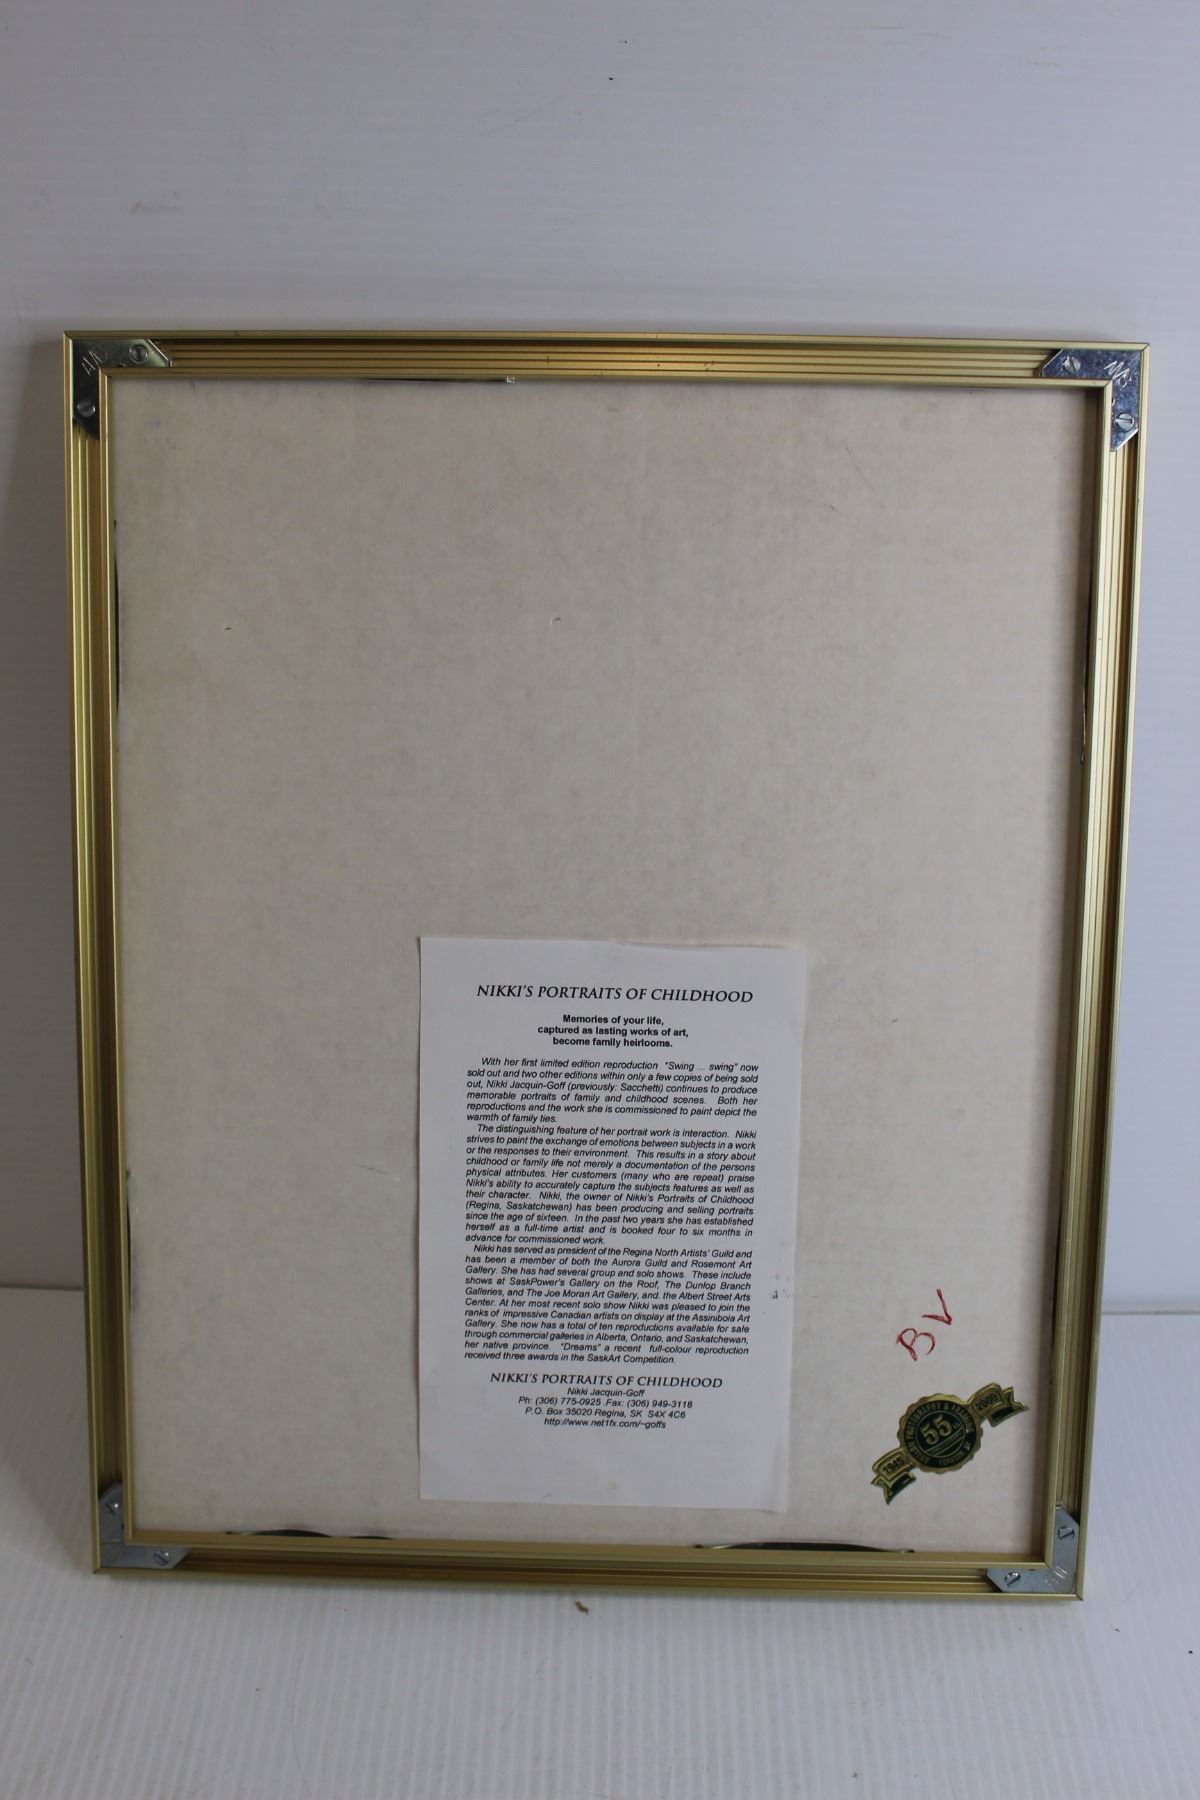 NIKKI'S PORTRAITS OF CHILDHOOD
Memories of your life,
captured as lasting works of art,
become family heirlooms.
With her first limited edition reproduction "Swing ... swing" now
sold out and two other editions within only a few copies of being sold
out, Nikki Jacquin-Goff (previously: Sacchetti) continues to produce
memorable portraits of family and childhood scenes. Both her
reproductions and the work she is commissioned to paint depict the
warmth of family ties.
The distinguishing feature of her portrait work is interaction. Nikki
strives to paint the exchange of emotions between subjects in a work
or the responses to their environment. This results in a story about
childhood or family life not merely a documentation of the persons
physical attributes. Her customers (many who are repeat) praise
Nikki's ability to accurately capture the subjects features as well as
their character. Nikki, the owner of Nikki's Portraits of Childhood
(Regina, Saskatchewan) has been producing and selling portraits
since the age of sixteen. In the past two years she has established
herself as a full-time artist and is booked four to six months in
advance for commissioned work.
Nikki has served as president of the Regina North Artists' Guild and
has been a member of both the Aurora Guild and Rosemont Art
Gallery. She has had several group and solo shows. These include
shows at SaskPower's Gallery on the Roof, The Dunlop Branch
Galleries, and The Joe Moran Art Gallery, and, the Albert Street Arts
Center. At her most recent solo show Nikki was pleased to join the
ranks of impressive Canadian artists on display at the Assiniboia Art
Gallery. She now has a total of ten reproductions available for sale
through commercial galleries in Alberta, Ontario, and Saskatchewan,
her native province. "Dreams" a recent full-colour reproduction
received three awards in the SaskArt Competition.
NIKKI'S PORTRAITS OF CHILDHOOD
Nikki Jacquin-Goff
Ph: (306) 775-0925 Fax: (306) 949-3118
P.O. Box 35020 Regina, SK S4X 4C6
http://www.net1fx.com/~goffs
BV
PHOTOGRAPHY & FRAMING
1945 55 2000
YORKTON SK